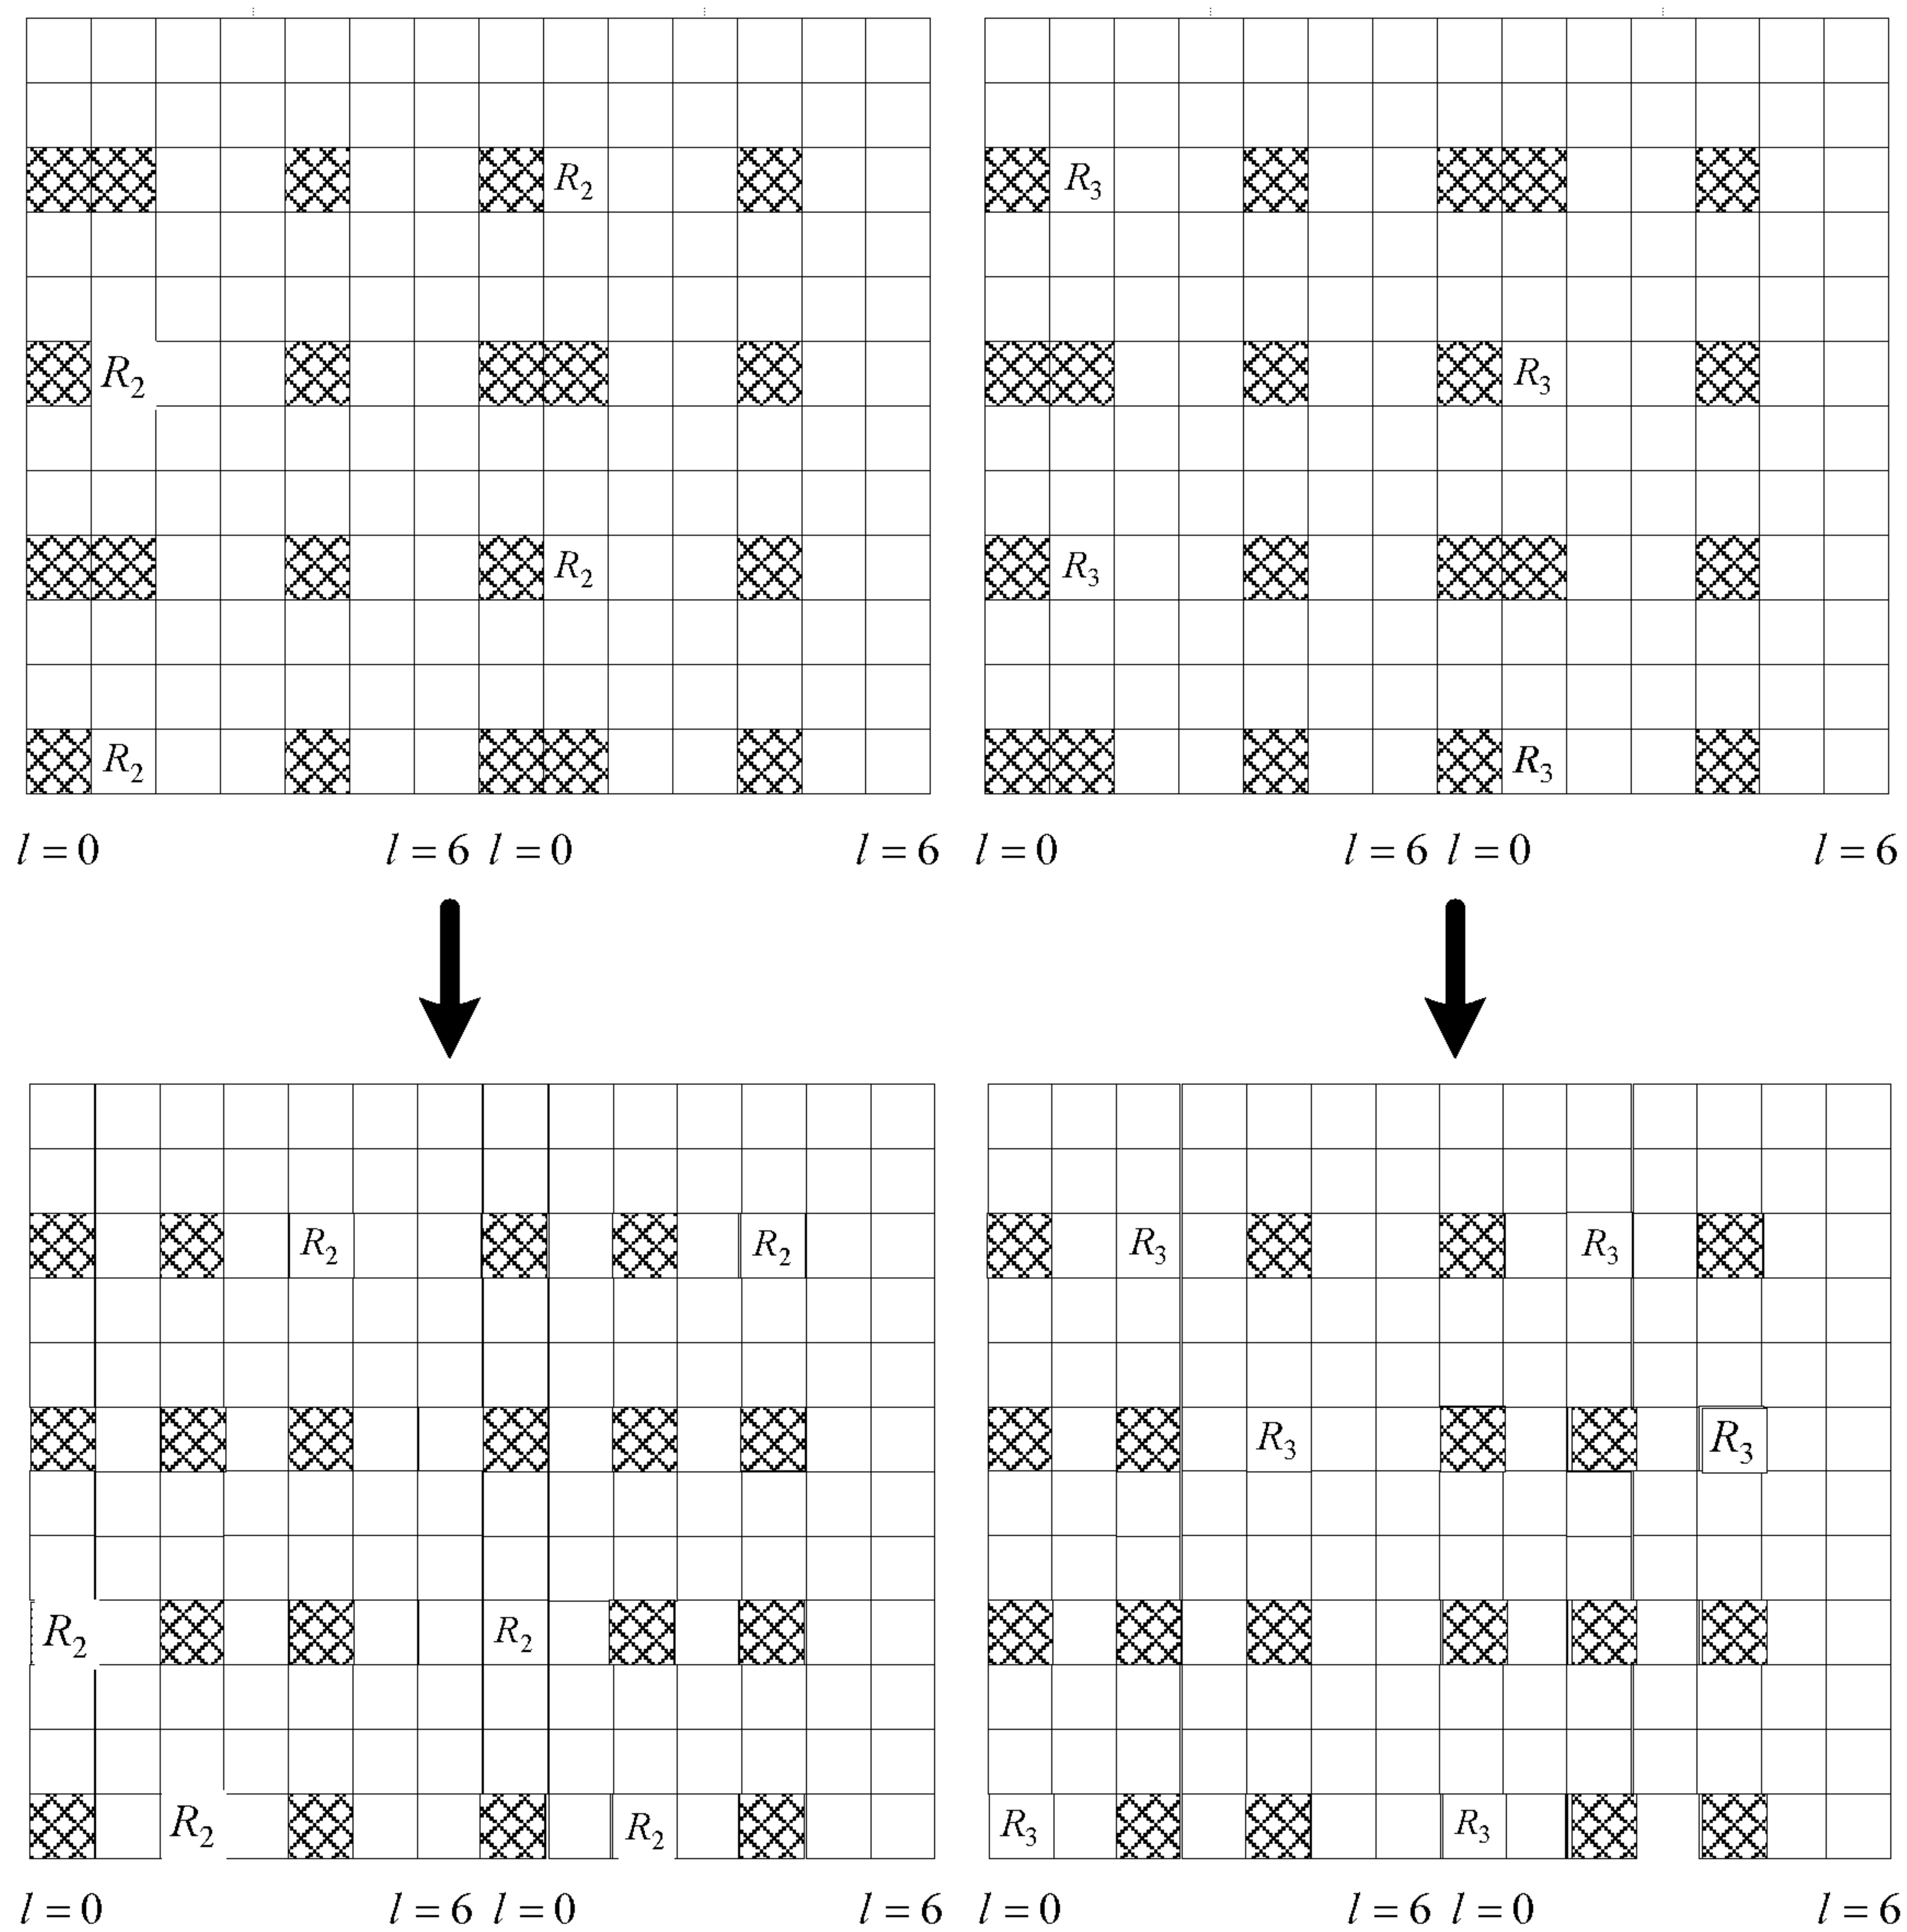 R₂ R₃
R₂ R₃
R₂ R₃
R₂ R₃
l = 0 l = 6 l = 0 l = 6 l = 0 l = 6 l = 0 l = 6
R₂ R₂ R₃ R₃
R₃ R₃
R₂ R₂
R₂ R₂ R₃ R₃
l = 0 l = 6 l = 0 l = 6 l = 0 l = 6 l = 0 l = 6